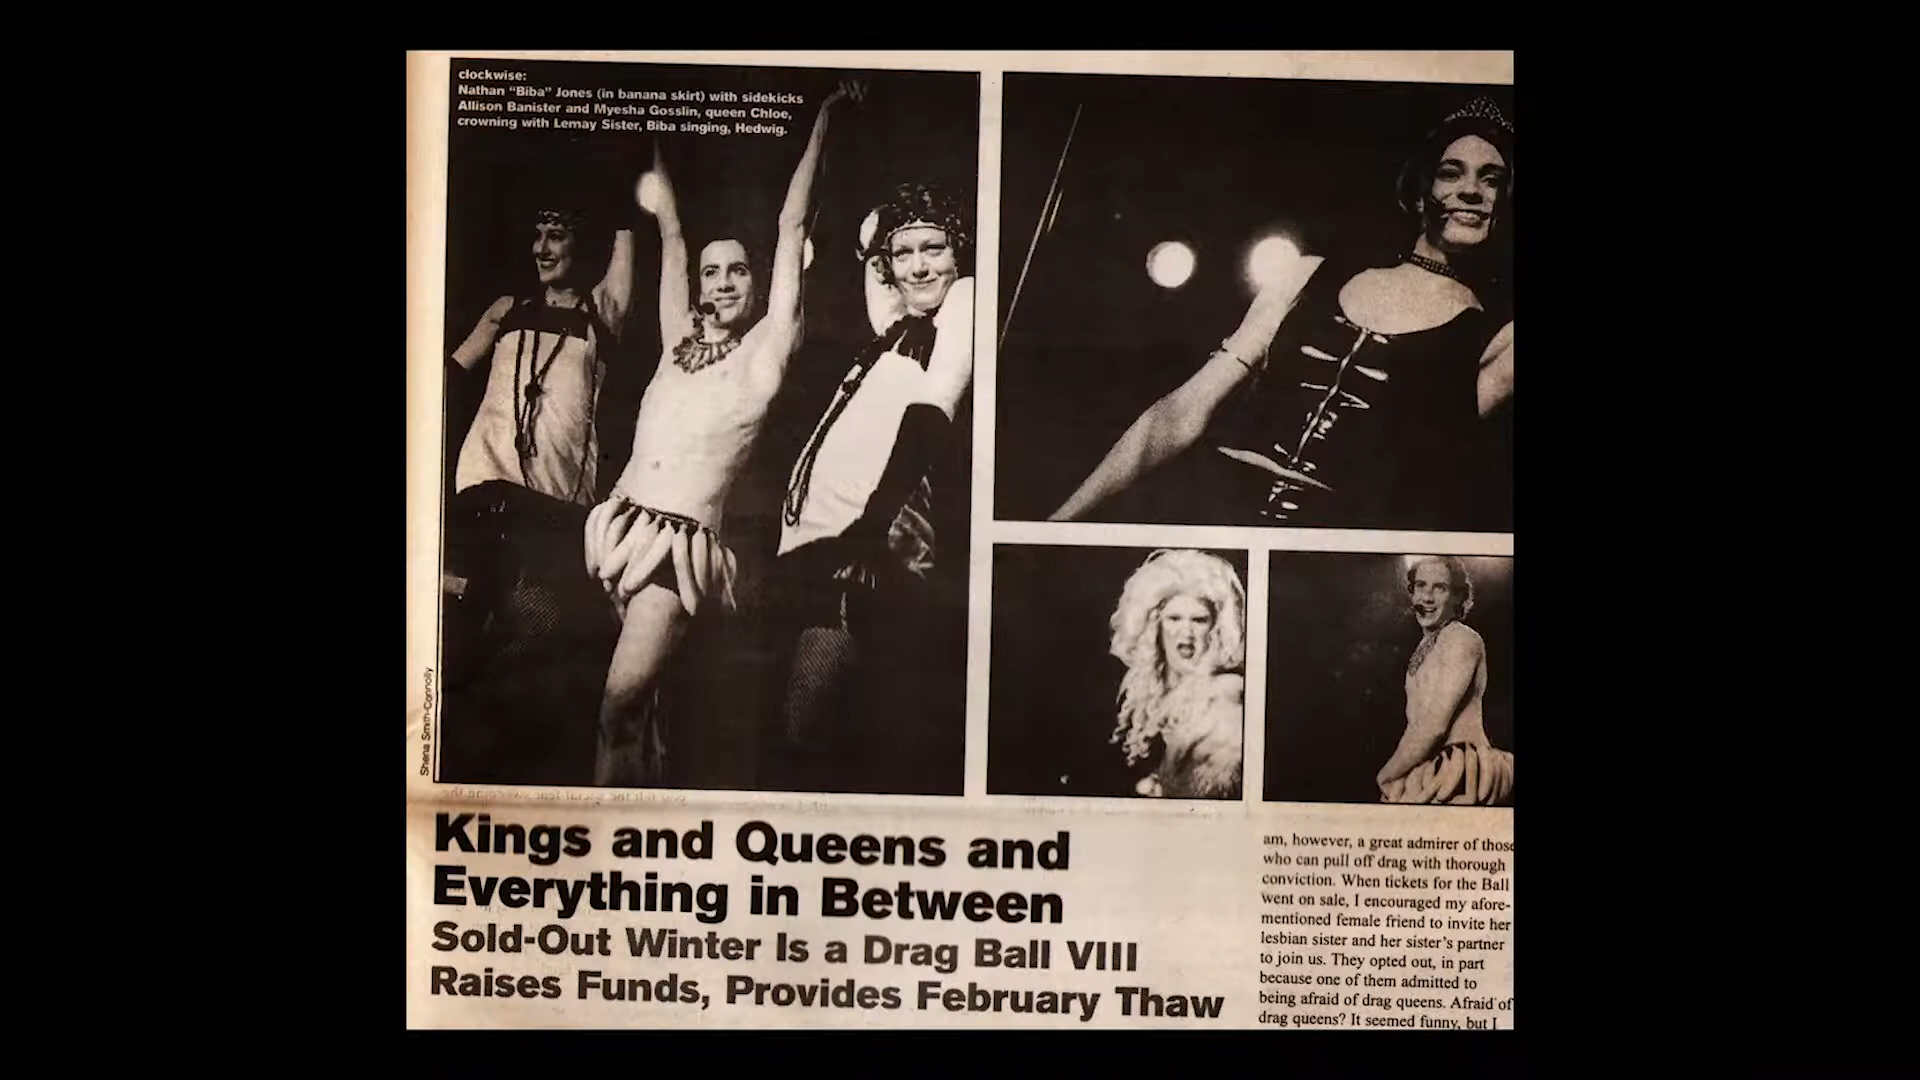 clockwise:
Nathan “Biba” Jones (in banana skirt) with sidekicks
Allison Banister and Myesha Gosslin, queen Chloe,
crowning with Lemay Sister, Biba singing, Hedwig.
Shana Smith-Connolly
Kings and Queens and
Everything in Between
Sold-Out Winter Is a Drag Ball VIII
Raises Funds, Provides February Thaw
am, however, a great admirer of those
who can pull off drag with thorough
conviction. When tickets for the Ball
went on sale, I encouraged my afore-
mentioned female friend to invite her
lesbian sister and her sister’s partner
to join us. They opted out, in part
because one of them admitted to
being afraid of drag queens. Afraid of
drag queens? It seemed funny, but I